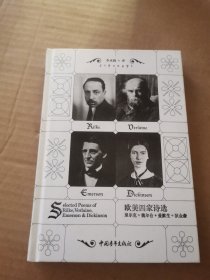 Rilke Verlaine
Emerson Dickinson
Selected Poems of
Rilke, Verlaine,
Emerson & Dickinson
欧美四家诗选
里尔克·魏尔伦·爱默生·狄金森
中国青年出版社